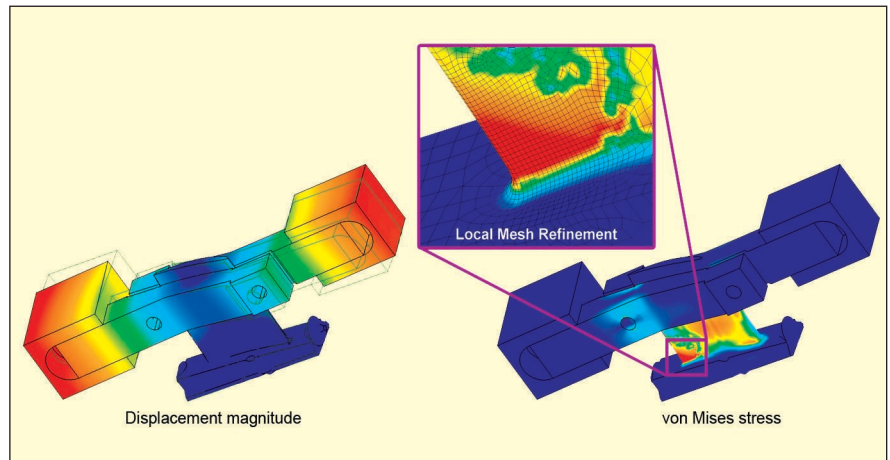 Local Mesh Refinement
Displacement magnitude
von Mises stress